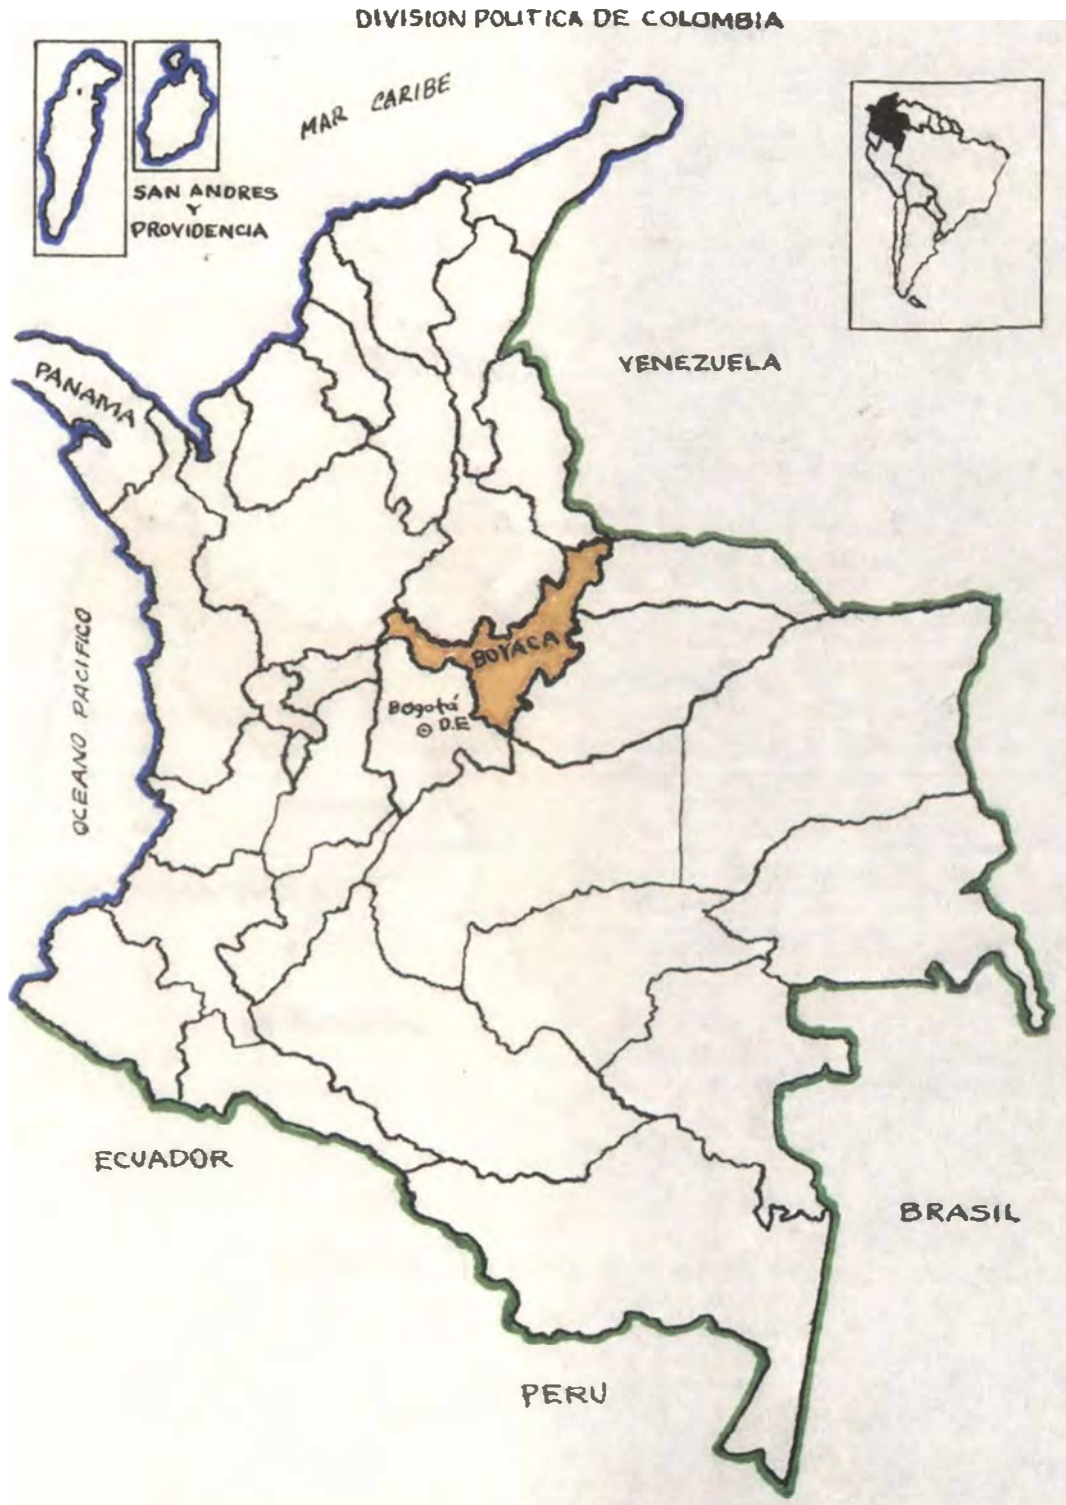 DIVISION POLITICA DE COLOMBIA
MAR CARIBE
SAN ANDRES
Y
PROVIDENCIA
VENEZUELA
PANAMA
OCEANO PACIFICO
BOYACA
Bogotá
D.E
ECUADOR
BRASIL
PERU